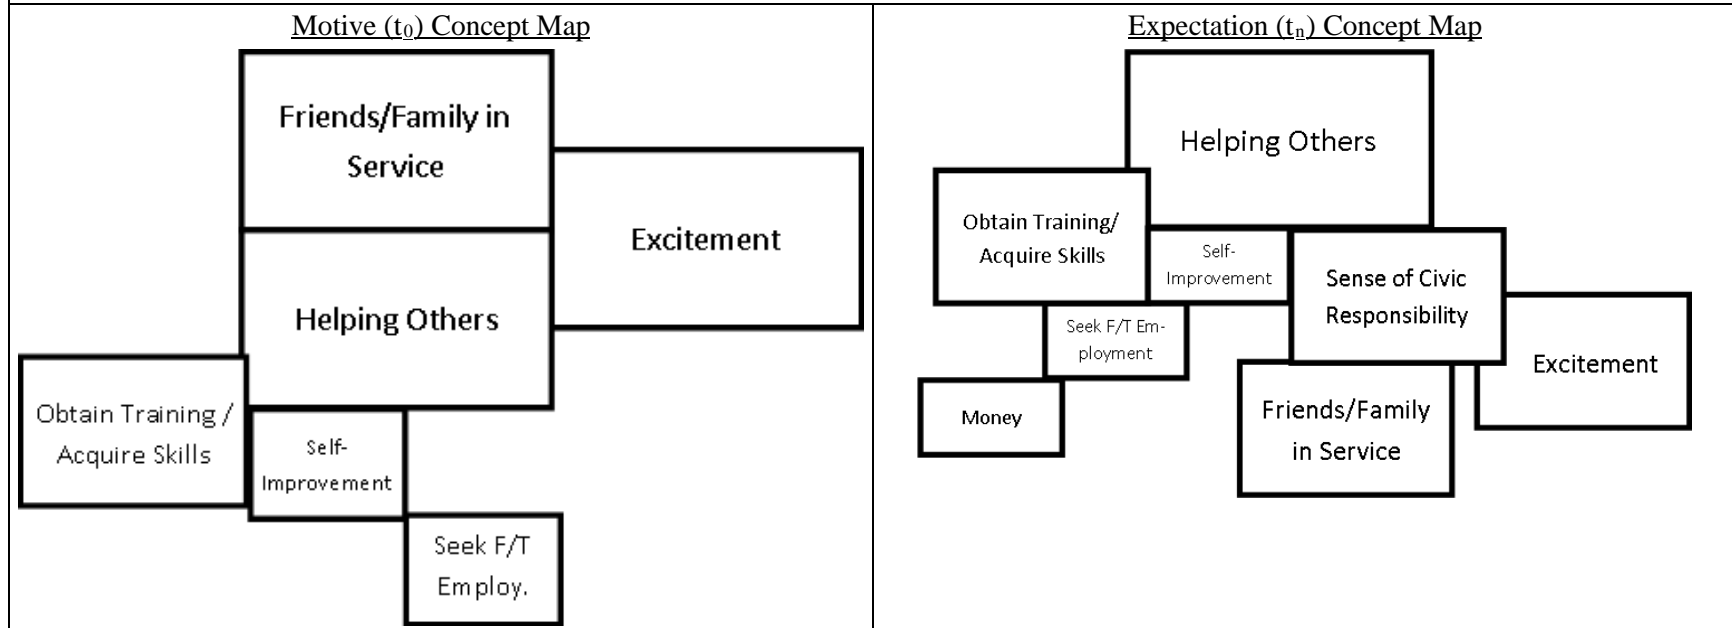 Motive (t₀) Concept Map
Friends/Family in
Service
Excitement
Helping Others
Obtain Training /
Acquire Skills
Self-
Improvement
Seek F/T
Employ.
Expectation (tₙ) Concept Map
Helping Others
Obtain Training/
Acquire Skills
Self-
Improvement
Sense of Civic
Responsibility
Seek F/T Em-
ployment
Excitement
Money
Friends/Family
in Service